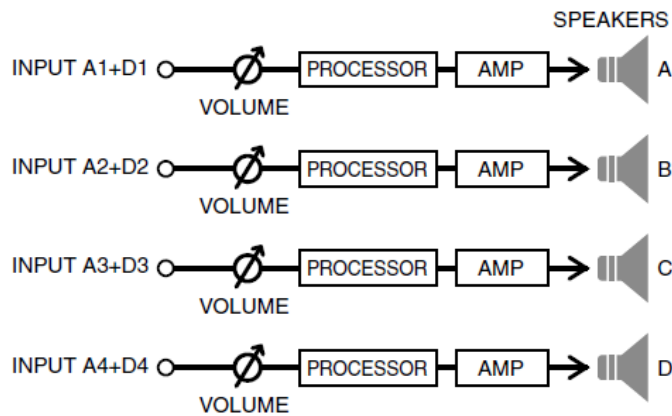 SPEAKERS
INPUT A1+D1 PROCESSOR AMP A
VOLUME
INPUT A2+D2 PROCESSOR AMP B
VOLUME
INPUT A3+D3 PROCESSOR AMP C
VOLUME
INPUT A4+D4 PROCESSOR AMP D
VOLUME